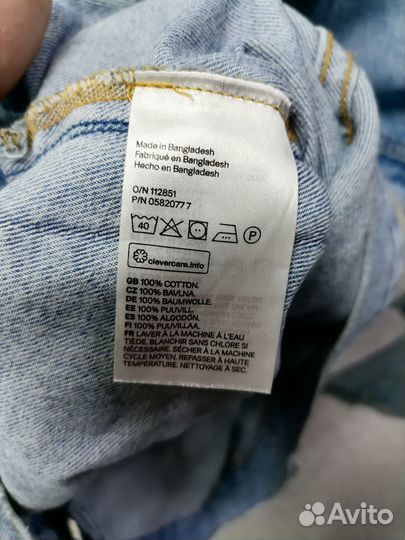 Made in Bangladesh
Fabriqué en Bangladesh
Hecho en Bangladesh
O/N 112851
P/N 05820777
40 P
clevercare.info
GB 100% COTTON.
CZ 100% BAVLNA.
DE 100% BAUMWOLLE.
EE 100% PUUVILL.
ES 100% ALGODÓN.
FI 100% PUUVILLAA.
FR LAVER À LA MACHINE À L'EAU
TIÈDE, BLANCHIR SANS CHLORE SI
NÉCESSAIRE, SÉCHER À LA MACHINE
CYCLE MOYEN, REPASSER À HAUTE
TEMPÉRATURE, NETTOYAGE À SEC.
Avito